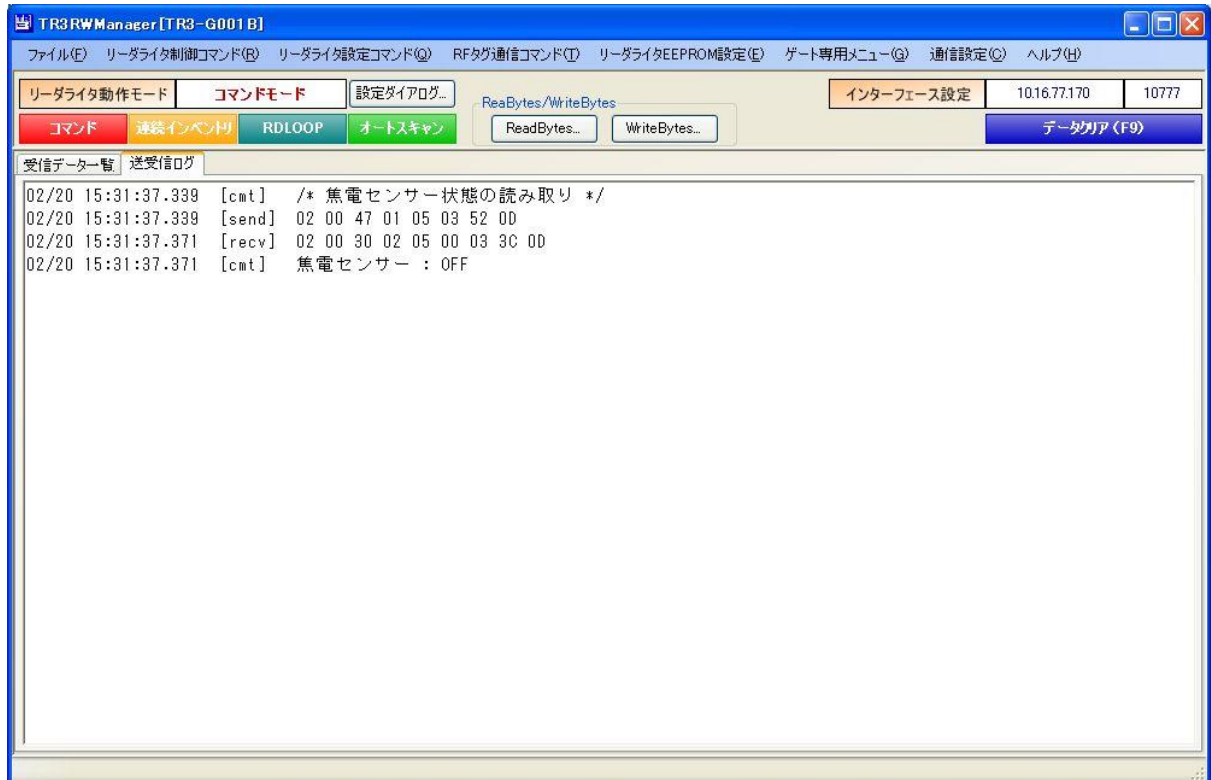 TR3RWManager[TR3-G001B]
ファイル(F) リーダライタ制御コマンド(R) リーダライタ設定コマンド(Q) RFタグ通信コマンド(T) リーダライタEEPROM設定(E) ゲート専用メニュー(G) 通信設定(C) ヘルプ(H)
リーダライタ動作モード コマンドモード 設定ダイアログ... ReaBytes/WriteBytes インターフェース設定 10.16.77.170 10777
コマンド 連続インベントリ RDLOOP オートスキャン ReadBytes... WriteBytes... データクリア(F9)
受信データ一覧 送受信ログ
02/20 15:31:37.339 [cmt] /* 焦電センサー状態の読み取り */
02/20 15:31:37.339 [send] 02 00 47 01 05 03 52 0D
02/20 15:31:37.371 [recv] 02 00 30 02 05 00 03 3C 0D
02/20 15:31:37.371 [cmt] 焦電センサー : OFF